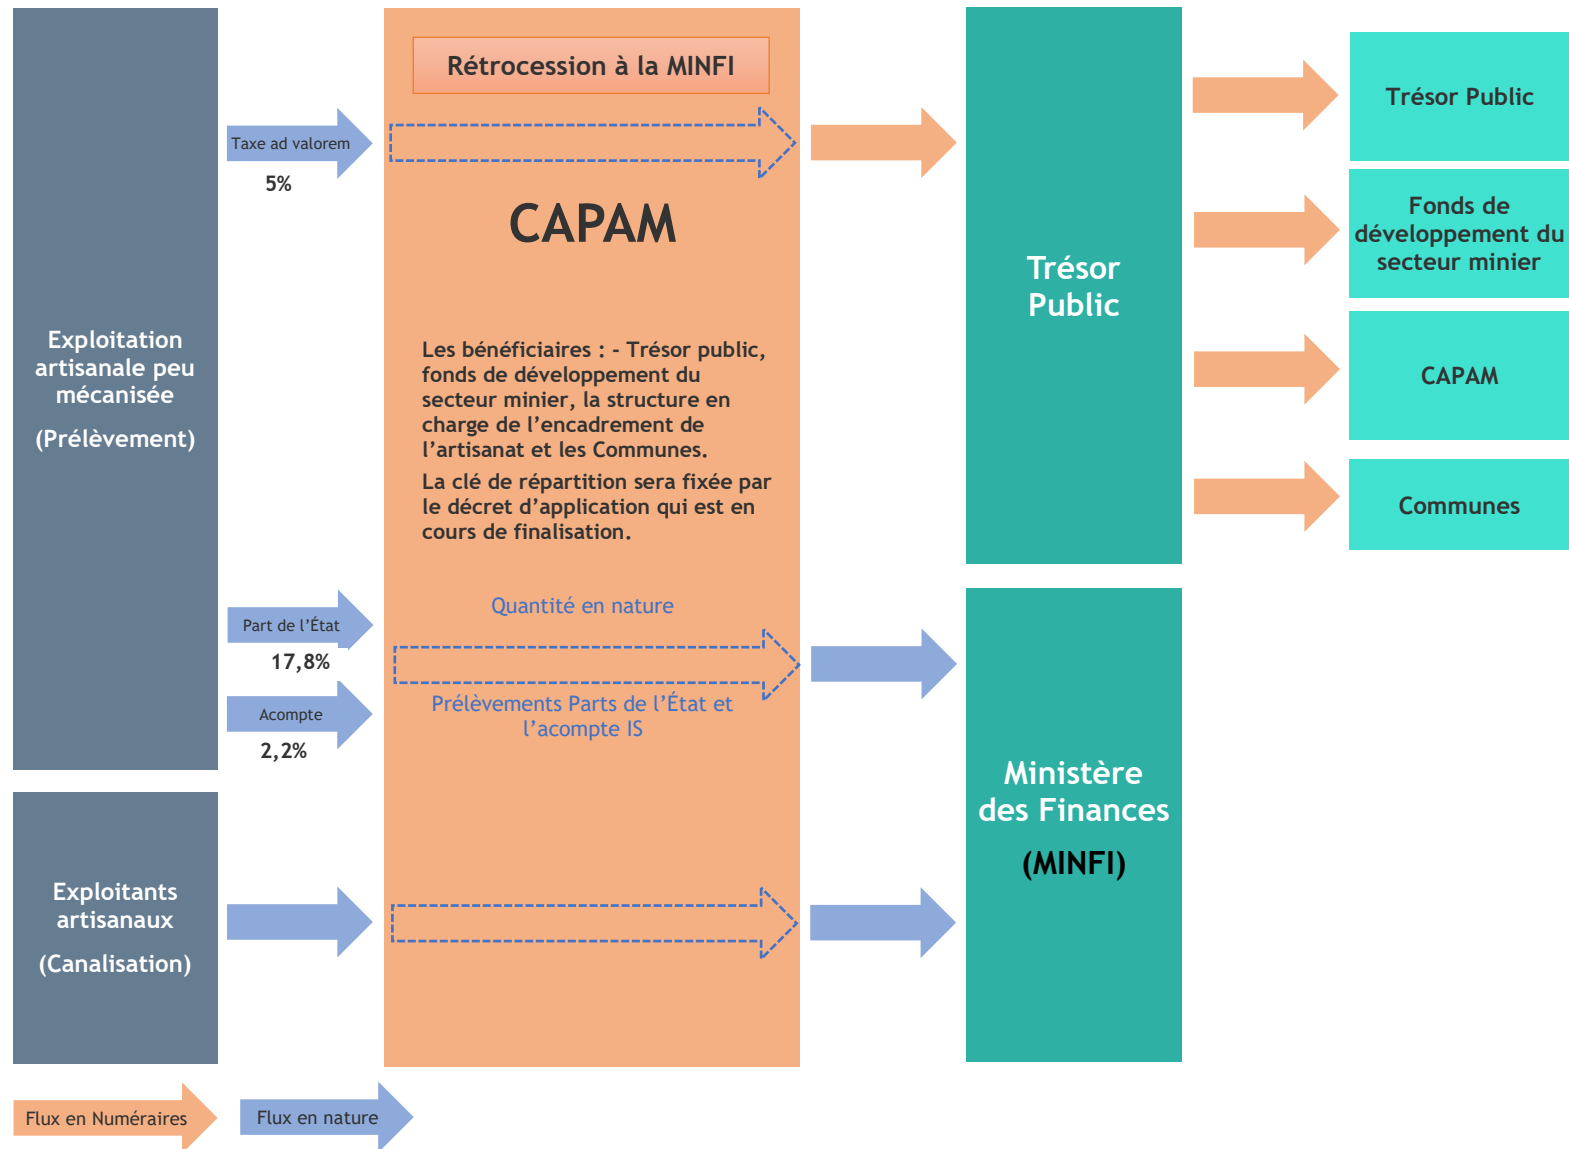 Exploitation
artisanale peu
mécanisée
(Prélèvement)
Exploitants
artisanaux
(Canalisation)
Taxe ad valorem
5%
Part de l’État
17,8%
Acompte
2,2%
Rétrocession à la MINFI
CAPAM
Les bénéficiaires : - Trésor public,
fonds de développement du
secteur minier, la structure en
charge de l’encadrement de
l’artisanat et les Communes.
La clé de répartition sera fixée par
le décret d’application qui est en
cours de finalisation.
Quantité en nature
Prélèvements Parts de l’État et
l’acompte IS
Trésor
Public
Ministère
des Finances
(MINFI)
Trésor Public
Fonds de
développement du
secteur minier
CAPAM
Communes
Flux en Numéraires
Flux en nature